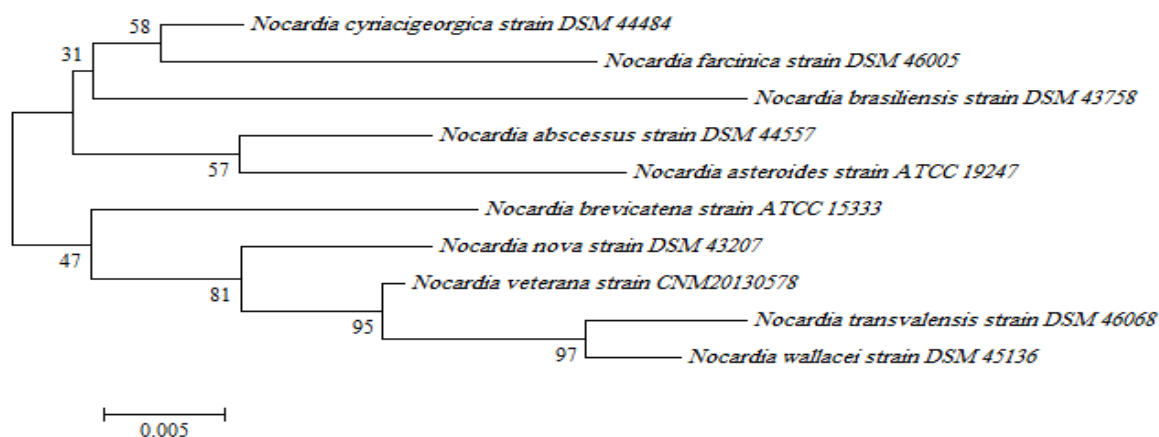 58
Nocardia cyriacigeorgica strain DSM 44484
31
Nocardia farcinica strain DSM 46005
Nocardia brasiliensis strain DSM 43758
Nocardia abscessus strain DSM 44557
57
Nocardia asteroides strain ATCC 19247
Nocardia brevicatena strain ATCC 15333
47
Nocardia nova strain DSM 43207
81
Nocardia veterana strain CNM20130578
95
Nocardia transvalensis strain DSM 46068
97
Nocardia wallacei strain DSM 45136
0.005